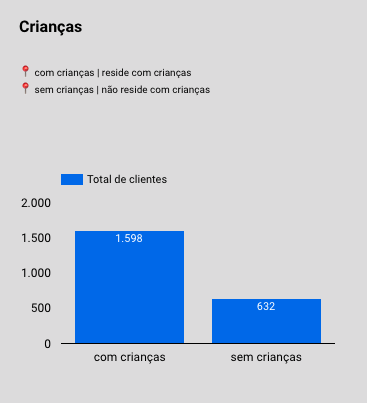 Crianças
📍 com crianças | reside com crianças
📍 sem crianças | não reside com crianças
Total de clientes
2.000
1.500
1.000
500
0
1.598
632
com crianças
sem crianças